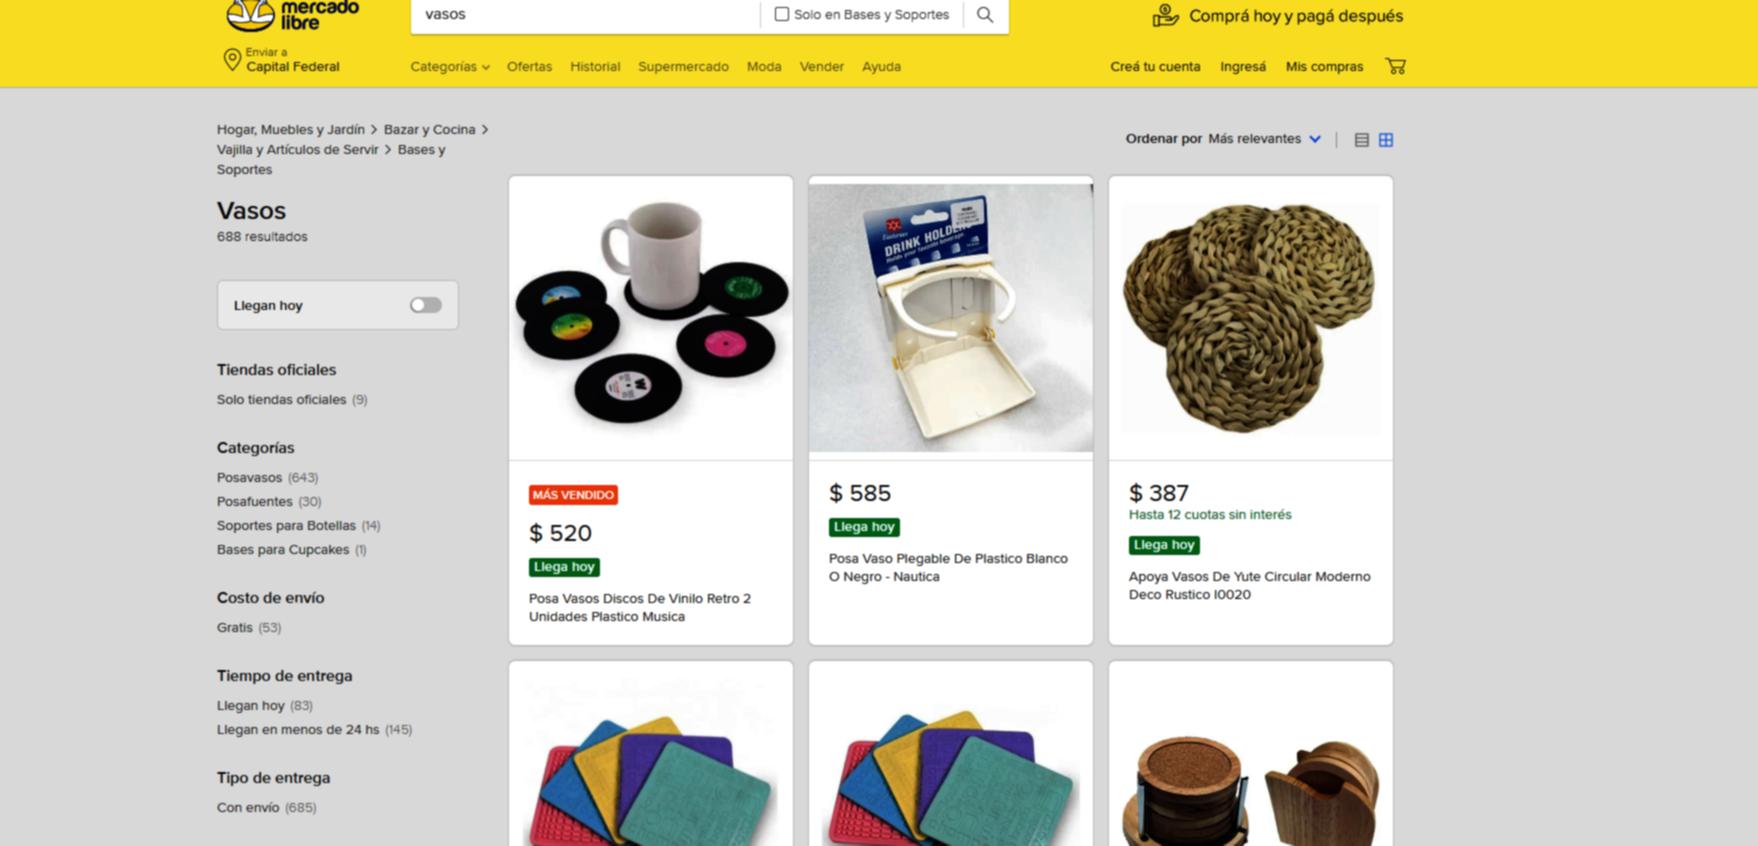 mercado
libre
vasos
Solo en Bases y Soportes
Comprá hoy y pagá después
Enviar a
Capital Federal
Categorías
Ofertas
Historial
Supermercado
Moda
Vender
Ayuda
Creá tu cuenta
Ingresá
Mis compras
Hogar, Muebles y Jardín > Bazar y Cocina >
Vajilla y Artículos de Servir > Bases y
Soportes
Ordenar por Más relevantes
Vasos
688 resultados
Llegan hoy
Tiendas oficiales
Solo tiendas oficiales (9)
Categorías
Posavasos (643)
Posafuentes (30)
Soportes para Botellas (14)
Bases para Cupcakes (1)
Costo de envío
Gratis (53)
Tiempo de entrega
Llegan hoy (83)
Llegan en menos de 24 hs (145)
Tipo de entrega
Con envío (685)
MÁS VENDIDO
$ 520
Llega hoy
Posa Vasos Discos De Vinilo Retro 2
Unidades Plastico Musica
DRINK HOLDER
$ 585
Llega hoy
Posa Vaso Plegable De Plastico Blanco
O Negro - Nautica
$ 387
Hasta 12 cuotas sin interés
Llega hoy
Apoya Vasos De Yute Circular Moderno
Deco Rustico I0020